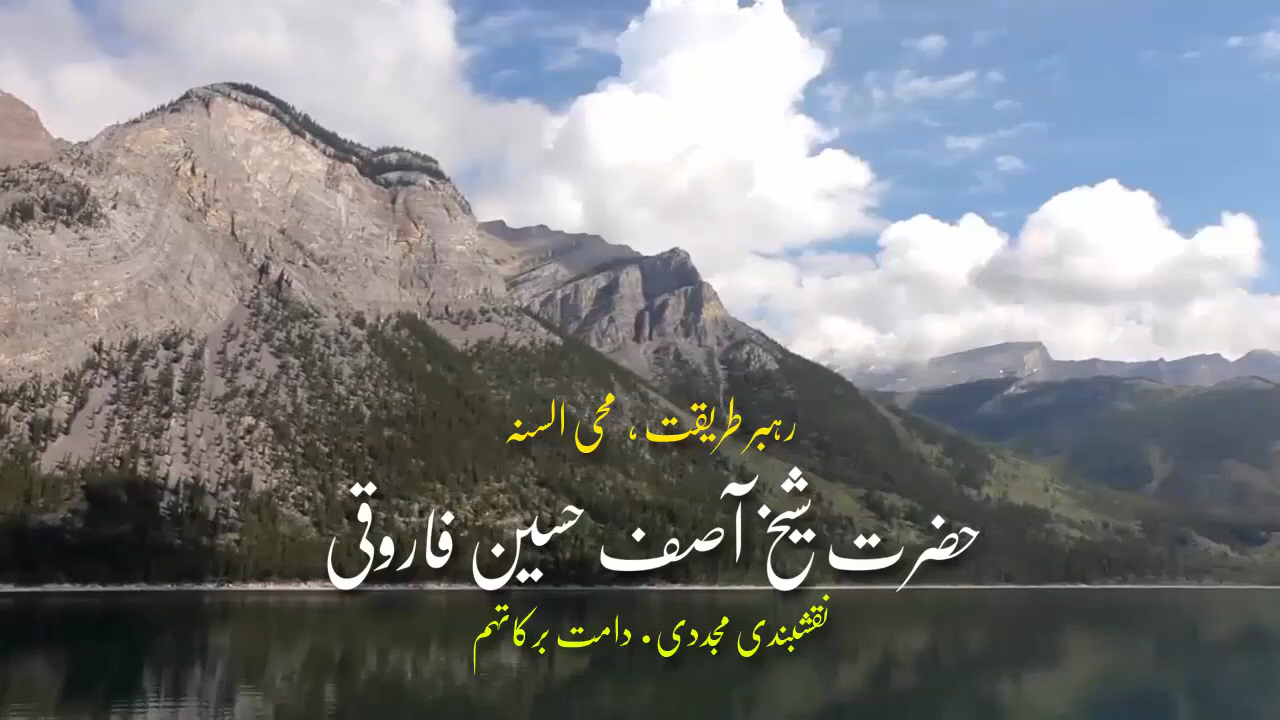 رہبر طریقت، محی السنہ
حضرت شیخ آصف حسین فاروقی
نقشبندی مجددی۔ دامت برکاتہم